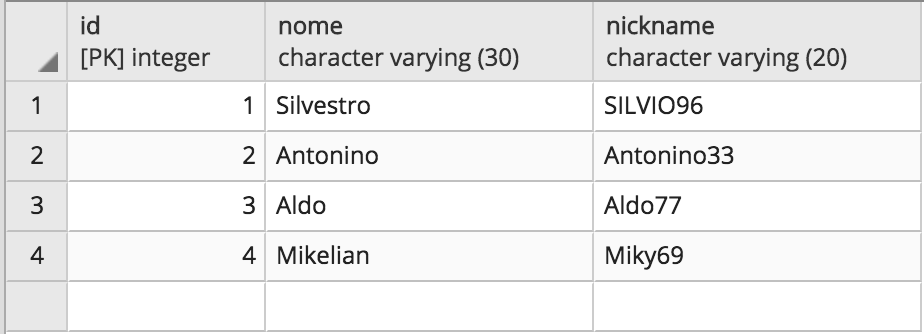 id nome nickname
[PK] integer character varying (30) character varying (20)
1 1 Silvestro SILVIO96
2 2 Antonino Antonino33
3 3 Aldo Aldo77
4 4 Mikelian Miky69